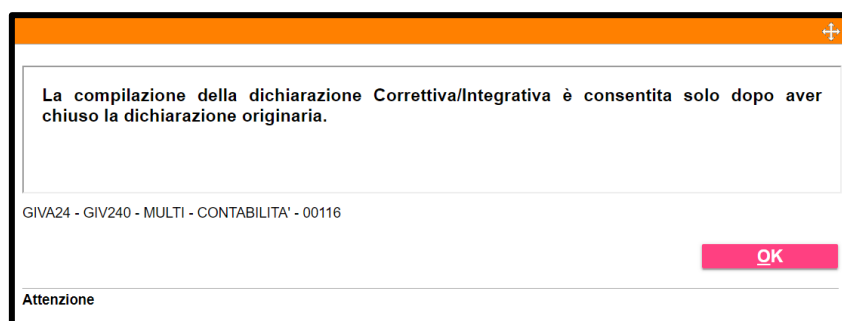 La compilazione della dichiarazione Correttiva/Integrativa è consentita solo dopo aver
chiuso la dichiarazione originaria.
GIVA24 - GIV240 - MULTI - CONTABILITA' - 00116
OK
Attenzione